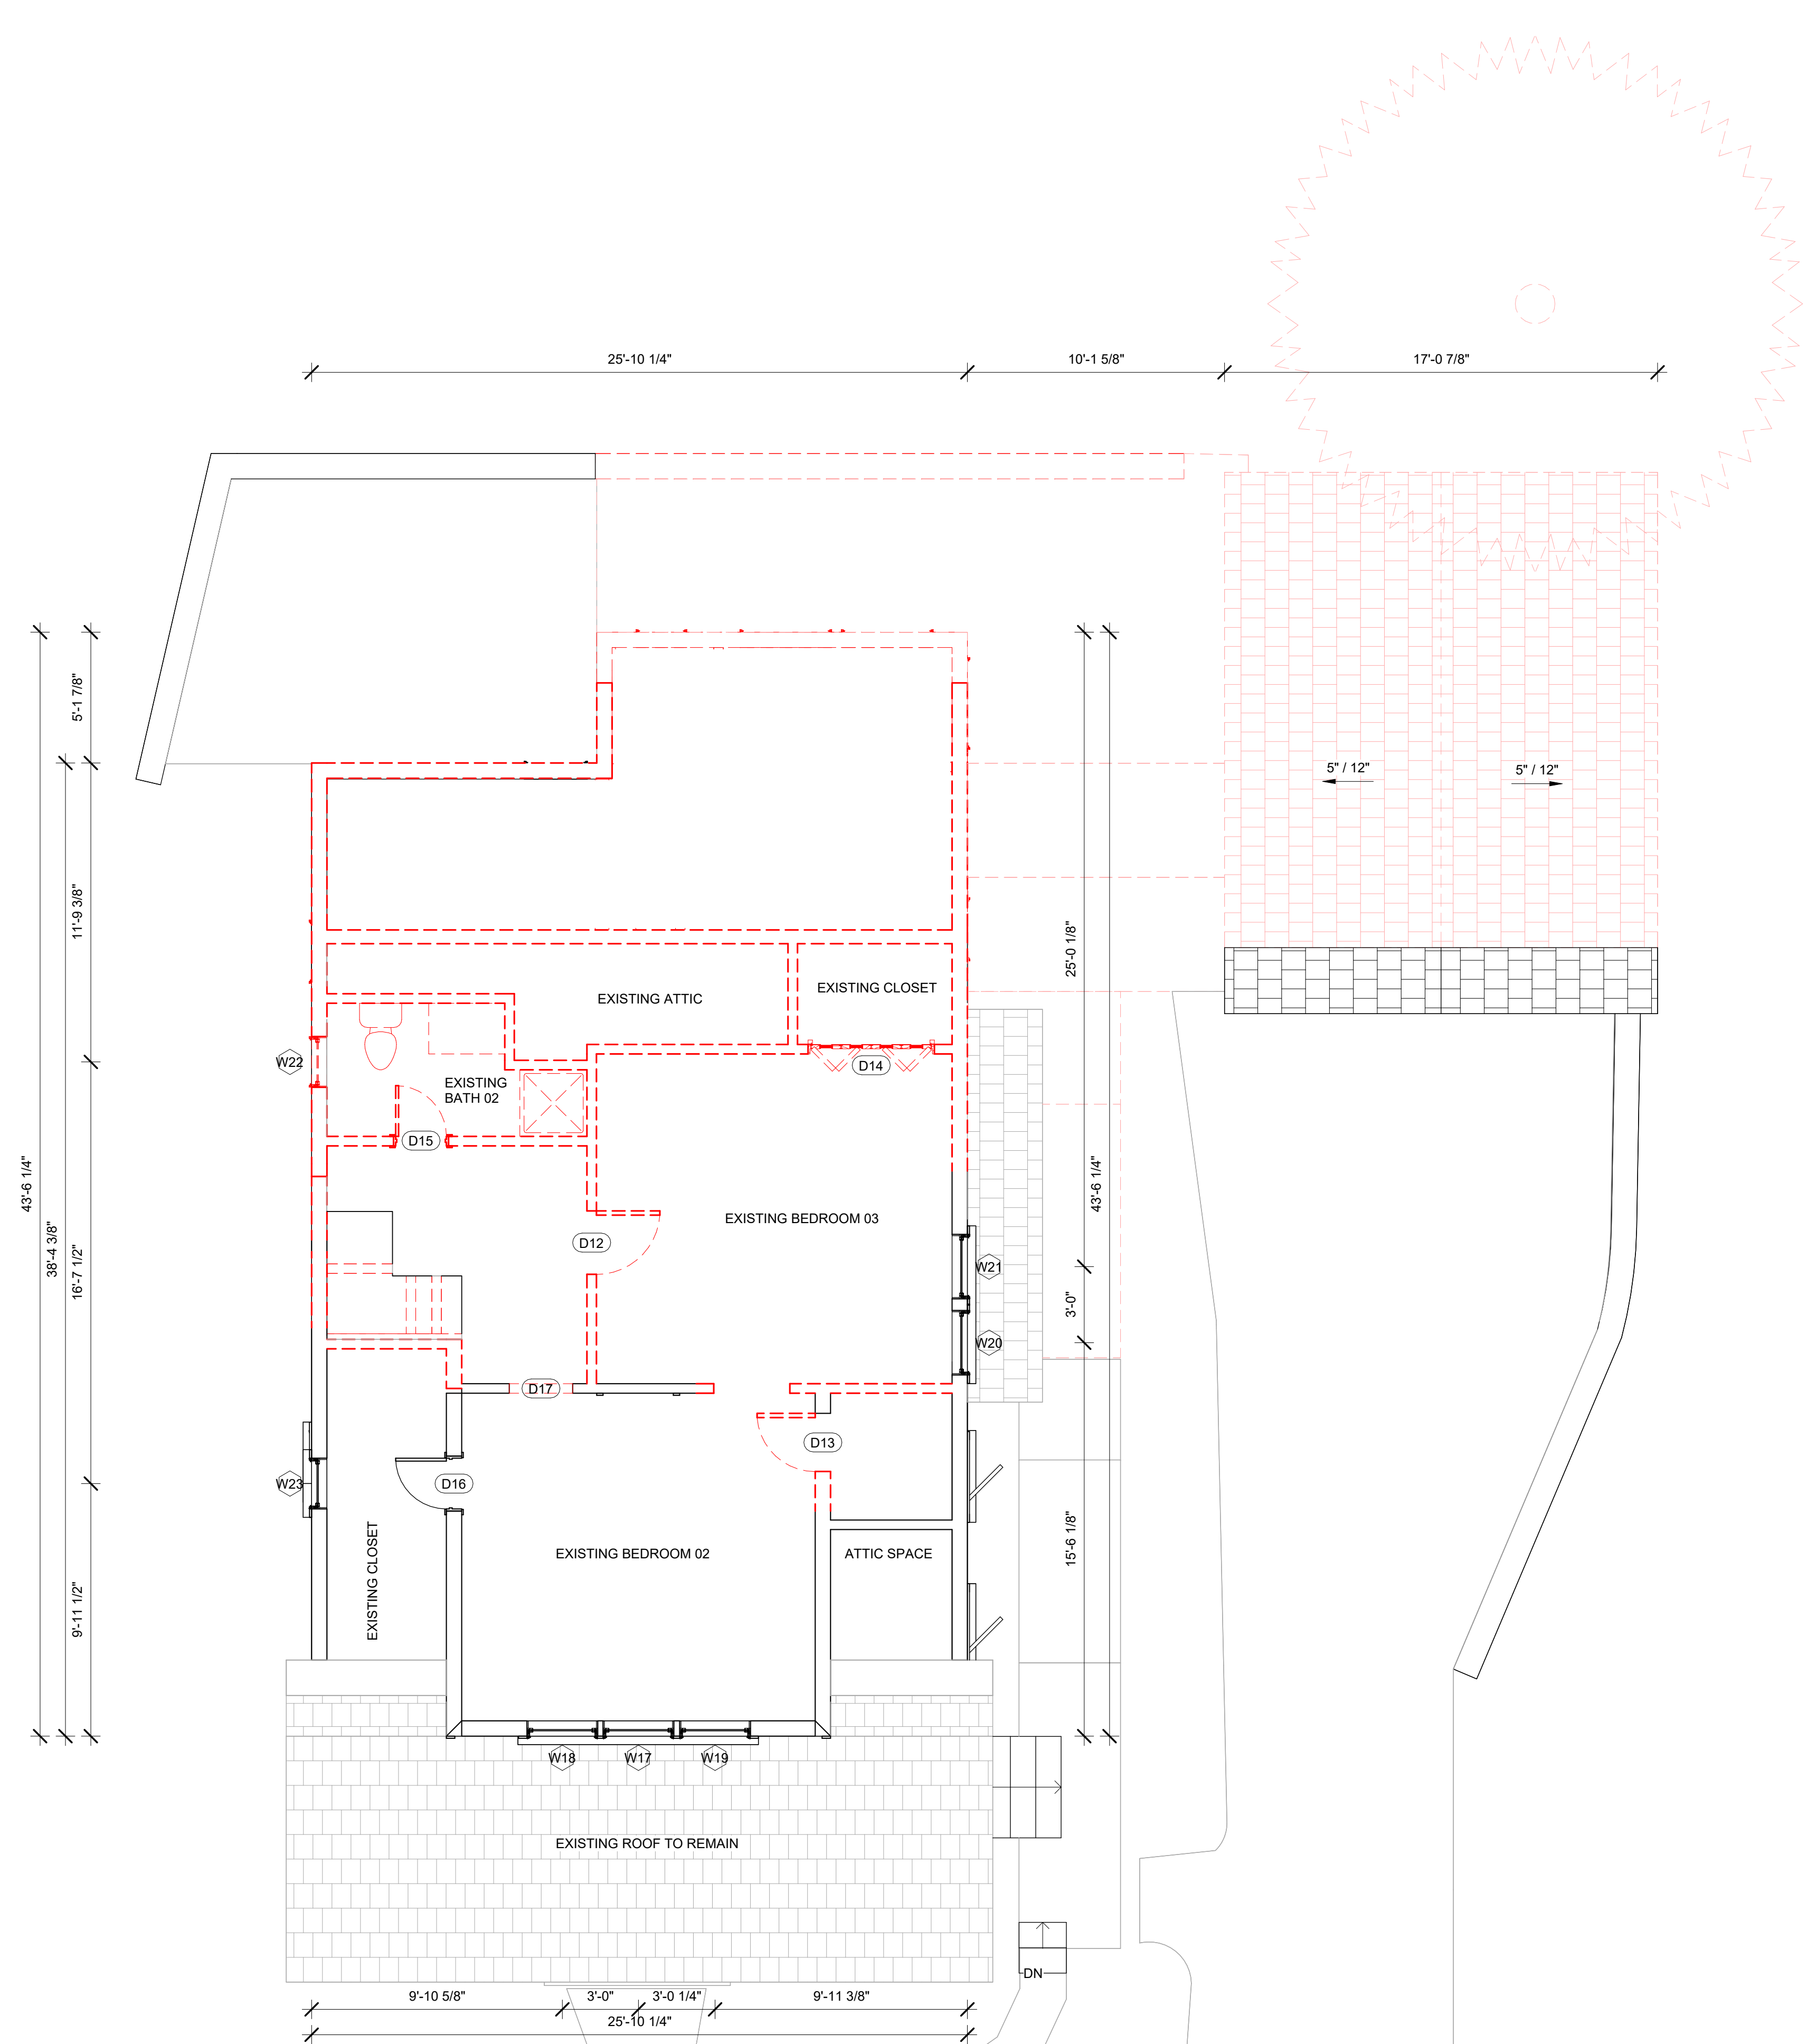 25'-10 1/4"
10'-1 5/8"
17'-0 7/8"
5'-1 7/8"
5" / 12"
5" / 12"
11'-9 3/8"
25'-0 1/8"
EXISTING ATTIC
EXISTING CLOSET
W22
D14
EXISTING
BATH 02
D15
43'-6 1/4"
38'-4 3/8"
16'-7 1/2"
43'-6 1/4"
EXISTING BEDROOM 03
D12
W21
3'-0"
W20
D17
D13
W23
D16
15'-6 1/8"
EXISTING CLOSET
EXISTING BEDROOM 02
ATTIC SPACE
9'-11 1/2"
W18
W17
W19
EXISTING ROOF TO REMAIN
DN
9'-10 5/8"
3'-0"
3'-0 1/4"
9'-11 3/8"
25'-10 1/4"